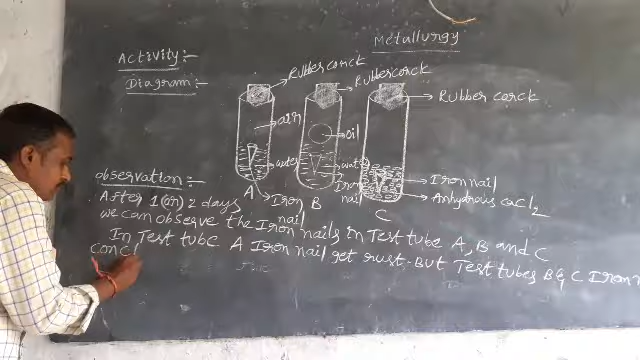 Metallurgy
Activity:-
Diagram:-
Rubber corck
Rubbercorck
Rubber corck
air
oil
water
water
Iron nail
Iron nail
Iron nail
Anhydrous cacl2
A
B
C
Observation:-
After 1 (or) 2 days
we can observe the Iron nails in Test tube A, B and C
In Test tube A Iron nail get rust. But Test tubes B & C Iron
Concl